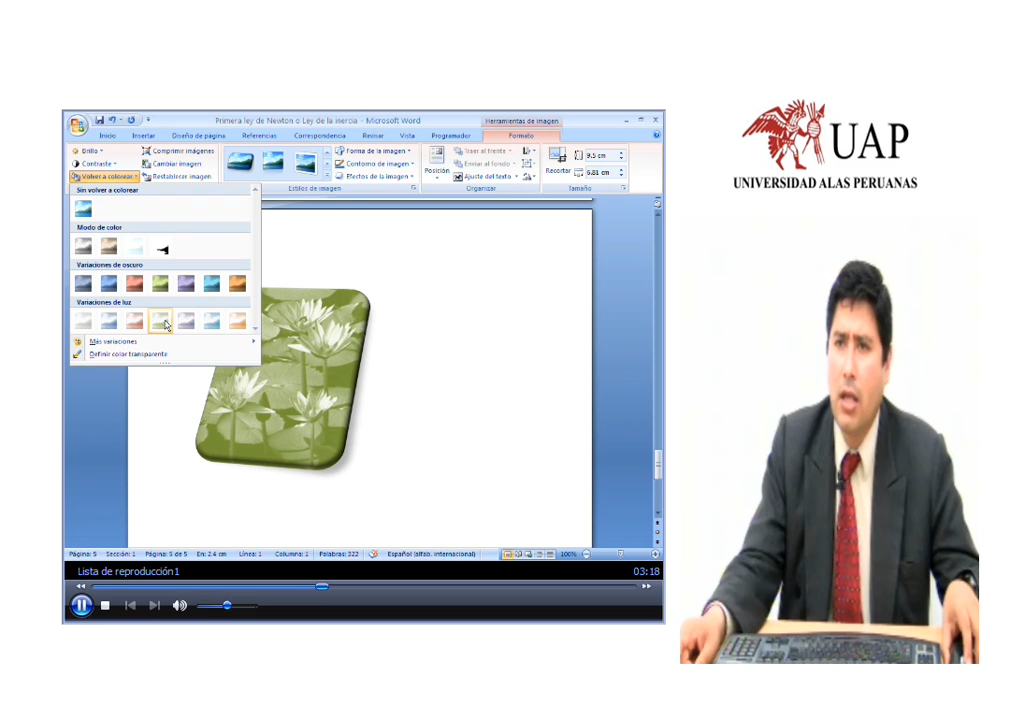 Primera ley de Newton o Ley de la inercia - Microsoft Word
Herramientas de imagen
Inicio Insertar Diseño de página Referencias Correspondencia Revisar Vista Programador Formato
Brillo
Contraste
Volver a colorear
Comprimir imágenes
Cambiar imagen
Restablecer imagen
Forma de la imagen
Contorno de imagen
Efectos de la imagen
Estilos de imagen
Posición
Traer al frente
Enviar al fondo
Ajuste del texto
Organizar
Recortar
9.5 cm
6.81 cm
Tamaño
Sin volver a colorear
Modo de color
Variaciones de oscuro
Variaciones de luz
Más variaciones
Definir color transparente
Página: 5 Sección: 1 Página: 5 de 5 En: 2.4 cm Línea: 1 Columna: 1 Palabras: 322 Español (alfab. internacional) 100%
Lista de reproducción1 03:18
UAP
UNIVERSIDAD ALAS PERUANAS